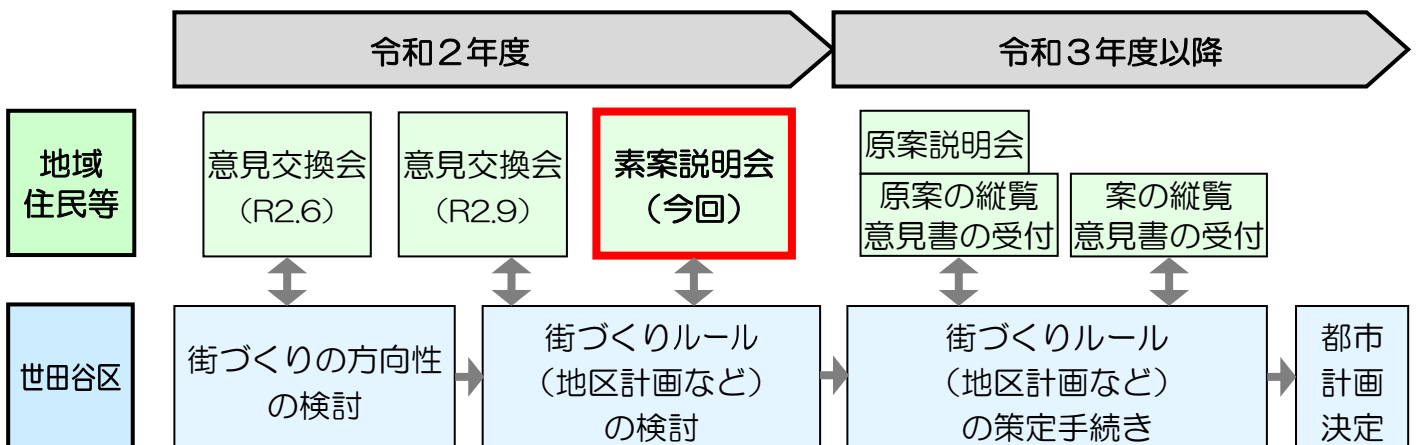 令和２年度
令和３年度以降
地域
住民等
意見交換会
（R2.6）
意見交換会
（R2.9）
素案説明会
（今回）
原案説明会
原案の縦覧
意見書の受付
案の縦覧
意見書の受付
世田谷区
街づくりの方向性
の検討
街づくりルール
（地区計画など）
の検討
街づくりルール
（地区計画など）
の策定手続き
都市
計画
決定